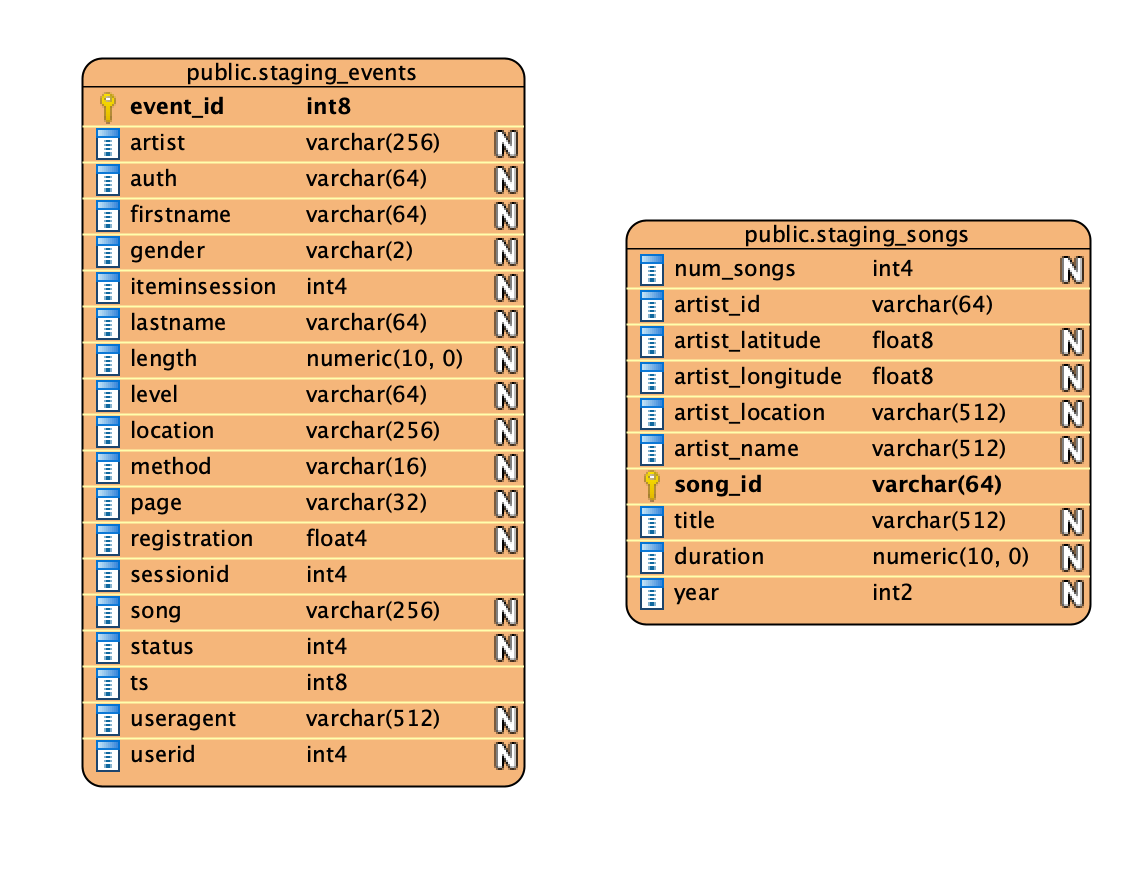 public.staging_events
event_id int8
artist varchar(256) N
auth varchar(64) N
firstname varchar(64) N
gender varchar(2) N
iteminsession int4 N
lastname varchar(64) N
length numeric(10, 0) N
level varchar(64) N
location varchar(256) N
method varchar(16) N
page varchar(32) N
registration float4 N
sessionid int4
song varchar(256) N
status int4 N
ts int8
useragent varchar(512) N
userid int4 N
public.staging_songs
num_songs int4 N
artist_id varchar(64)
artist_latitude float8 N
artist_longitude float8 N
artist_location varchar(512) N
artist_name varchar(512) N
song_id varchar(64)
title varchar(512) N
duration numeric(10, 0) N
year int2 N